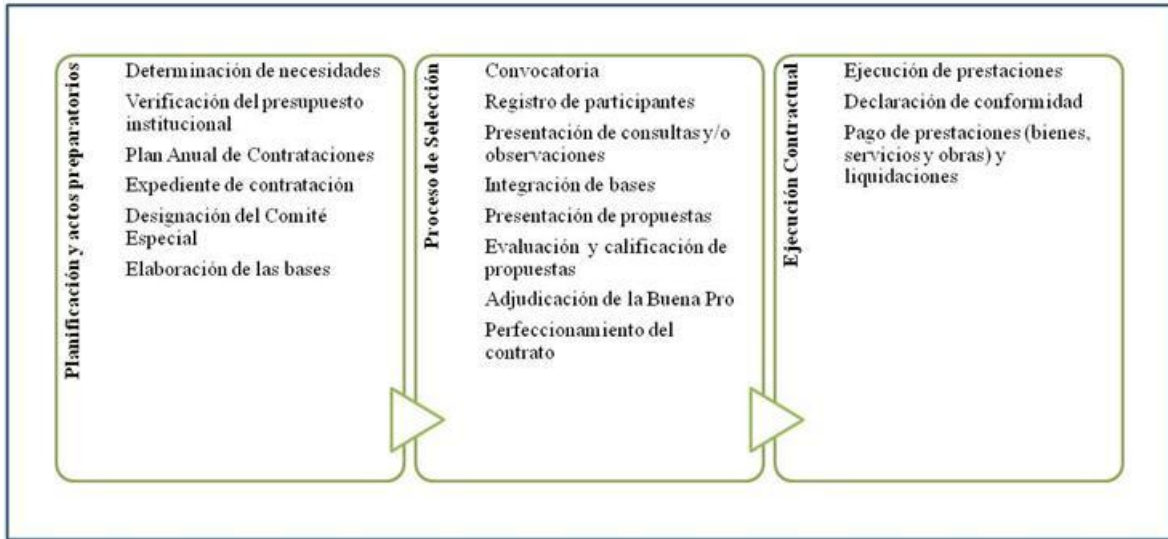 Planificación y actos preparatorios
Determinación de necesidades
Verificación del presupuesto
institucional
Plan Anual de Contrataciones
Expediente de contratación
Designación del Comité
Especial
Elaboración de las bases
Proceso de Selección
Convocatoria
Registro de participantes
Presentación de consultas y/o
observaciones
Integración de bases
Presentación de propuestas
Evaluación y calificación de
propuestas
Adjudicación de la Buena Pro
Perfeccionamiento del
contrato
Ejecución Contractual
Ejecución de prestaciones
Declaración de conformidad
Pago de prestaciones (bienes,
servicios y obras) y
liquidaciones